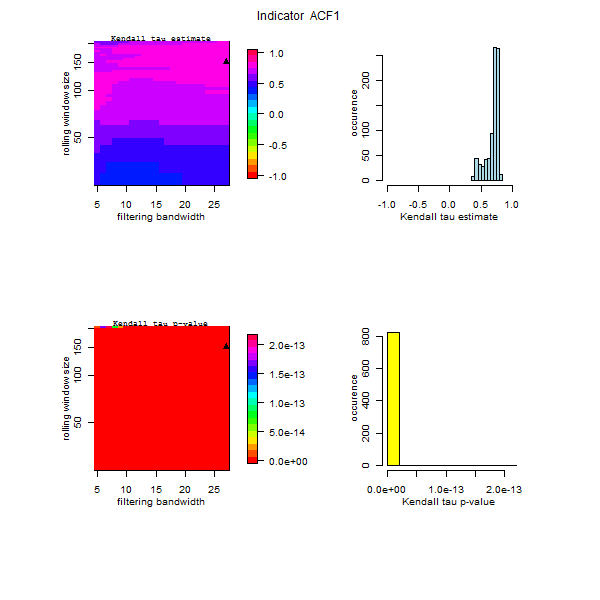 Indicator ACF1
Kendall tau estimate
rolling window size
50
100
150
5 10 15 20 25
filtering bandwidth
1.0
0.5
0.0
-0.5
-1.0
occurence
0 50 100 200
-1.0 -0.5 0.0 0.5 1.0
Kendall tau estimate
Kendall tau p-value
rolling window size
50
100
150
5 10 15 20 25
filtering bandwidth
2.0e-13
1.5e-13
1.0e-13
5.0e-14
0.0e+00
occurence
0 200 400 600 800
0.0e+00 1.0e-13 2.0e-13
Kendall tau p-value